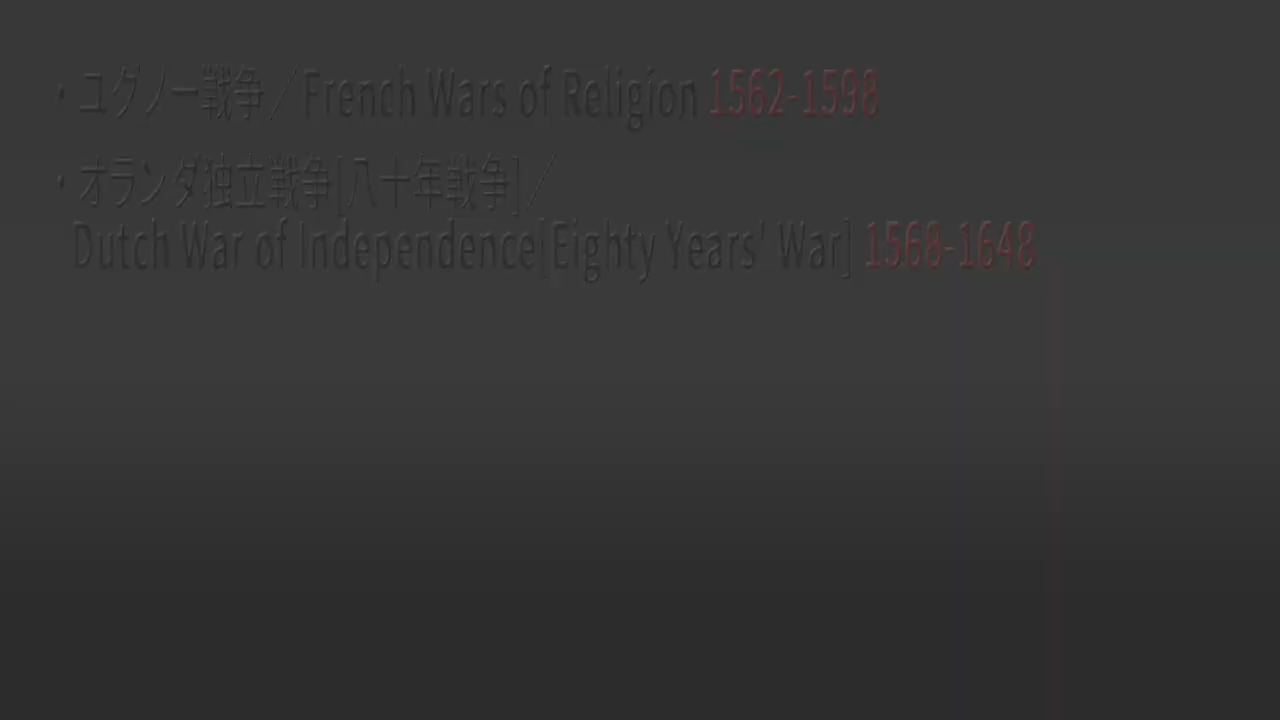 ・ユグノー戦争／French Wars of Religion 1562-1598
・オランダ独立戦争[八十年戦争]／
Dutch War of Independence[Eighty Years' War] 1568-1648